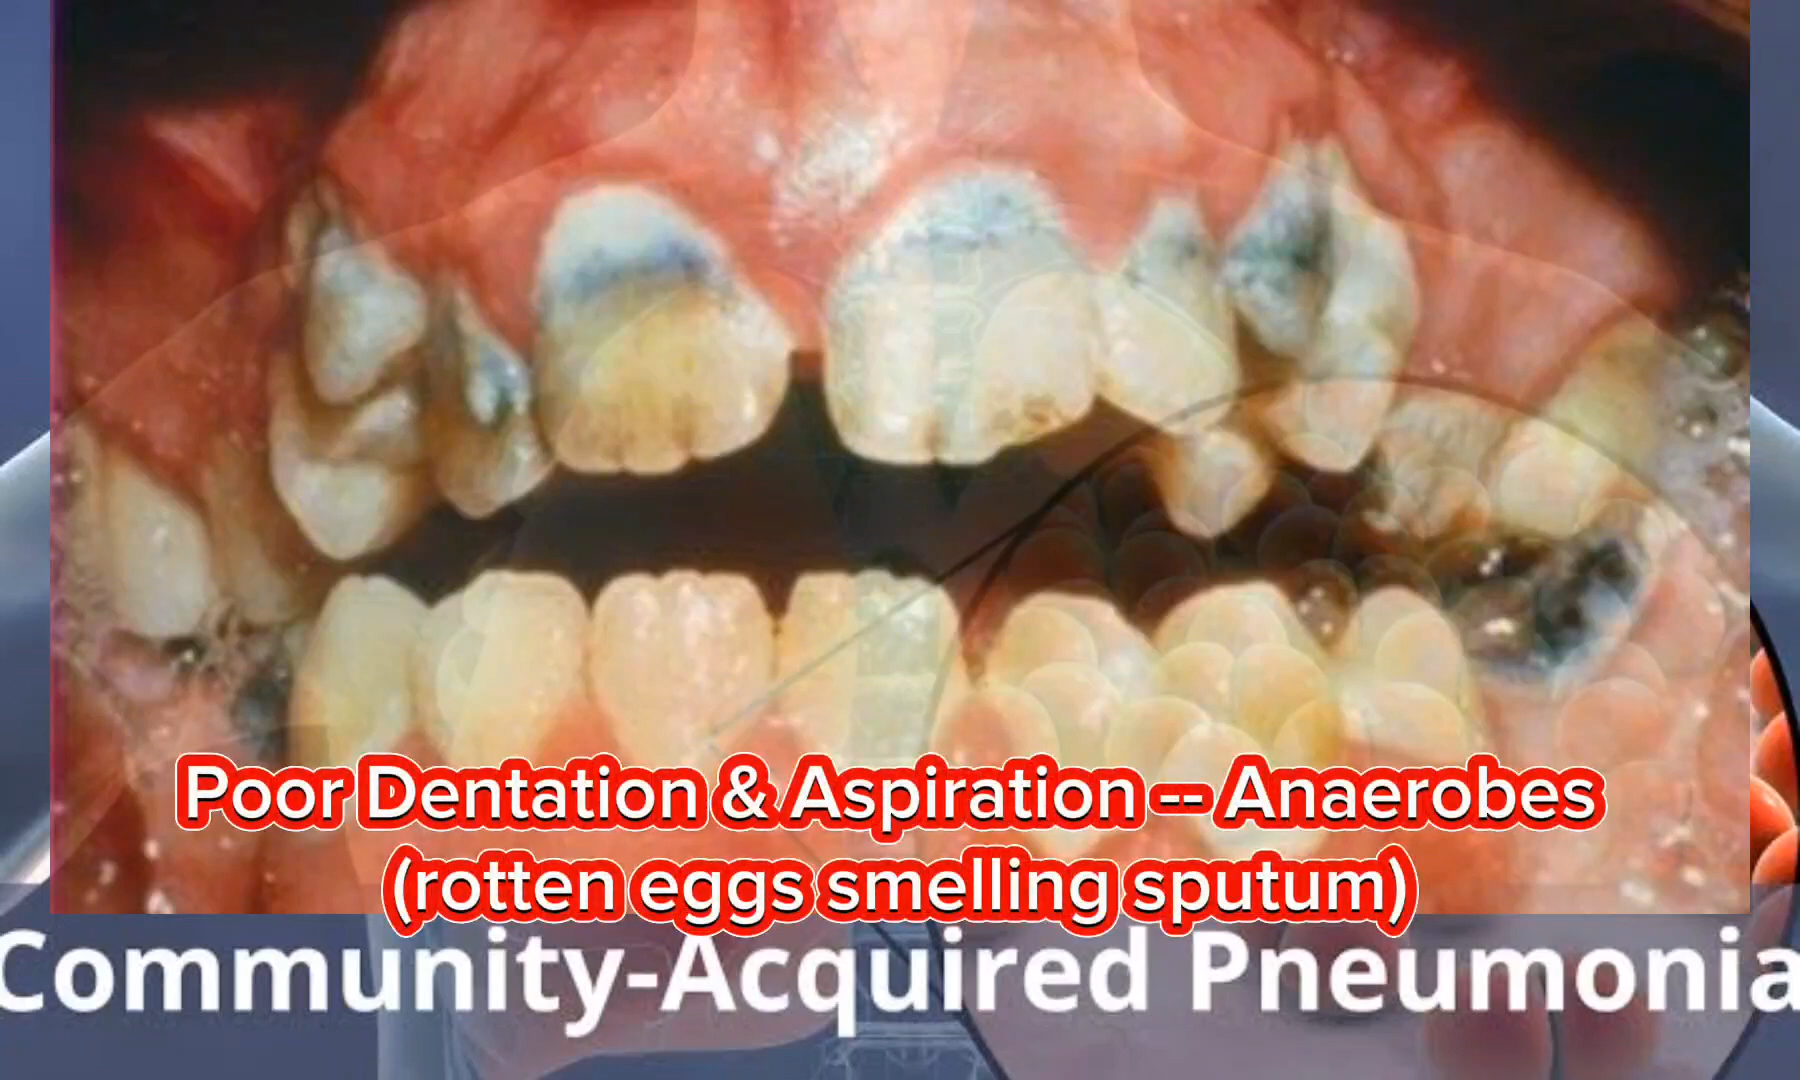 Poor Dentation & Aspiration -- Anaerobes
(rotten eggs smelling sputum)
Community-Acquired Pneumonia